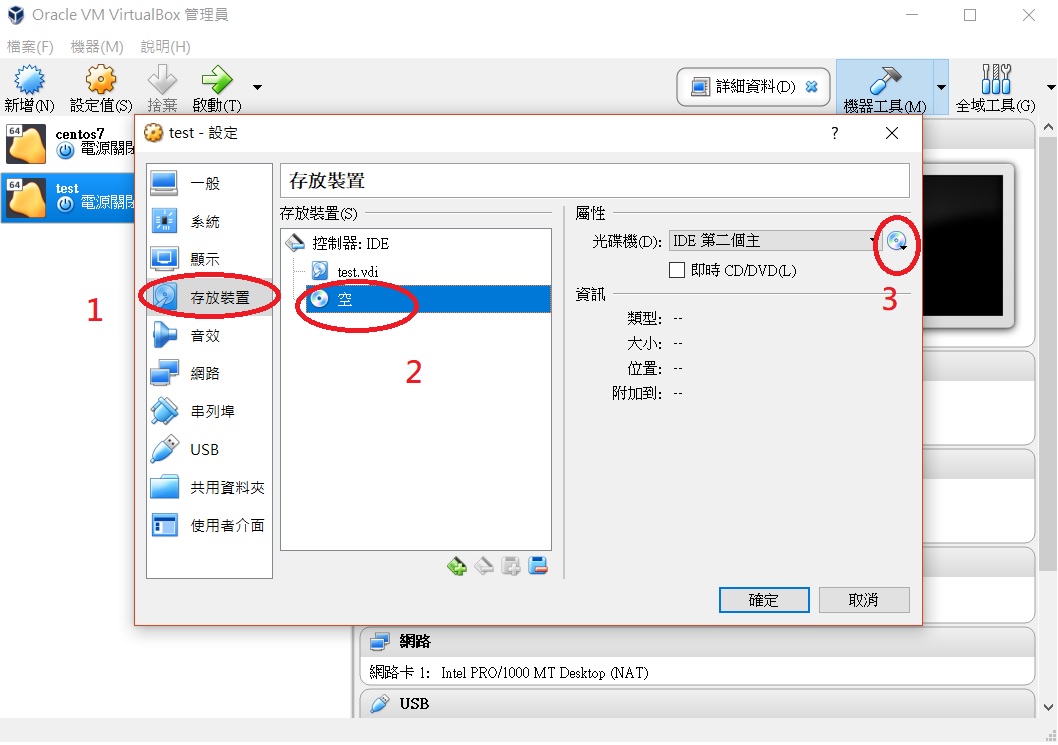 Oracle VM VirtualBox 管理員
檔案(F) 機器(M) 說明(H)
新增(N) 設定值(S) 捨棄 啟動(T) 詳細資料(D) 機器工具(M) 全域工具(G)
64 centos7
電源關閉
64 test
電源關閉
test - 設定 ?
一般
系統
顯示
存放裝置
音效
網路
串列埠
USB
共用資料夾
使用者介面
1
存放裝置
存放裝置(S)
控制器: IDE
test.vdi
空
2
屬性
光碟機(D): IDE 第二個主
即時 CD/DVD(L)
3
資訊
類型: --
大小: --
位置: --
附加到: --
確定 取消
網路
網路卡 1: Intel PRO/1000 MT Desktop (NAT)
USB